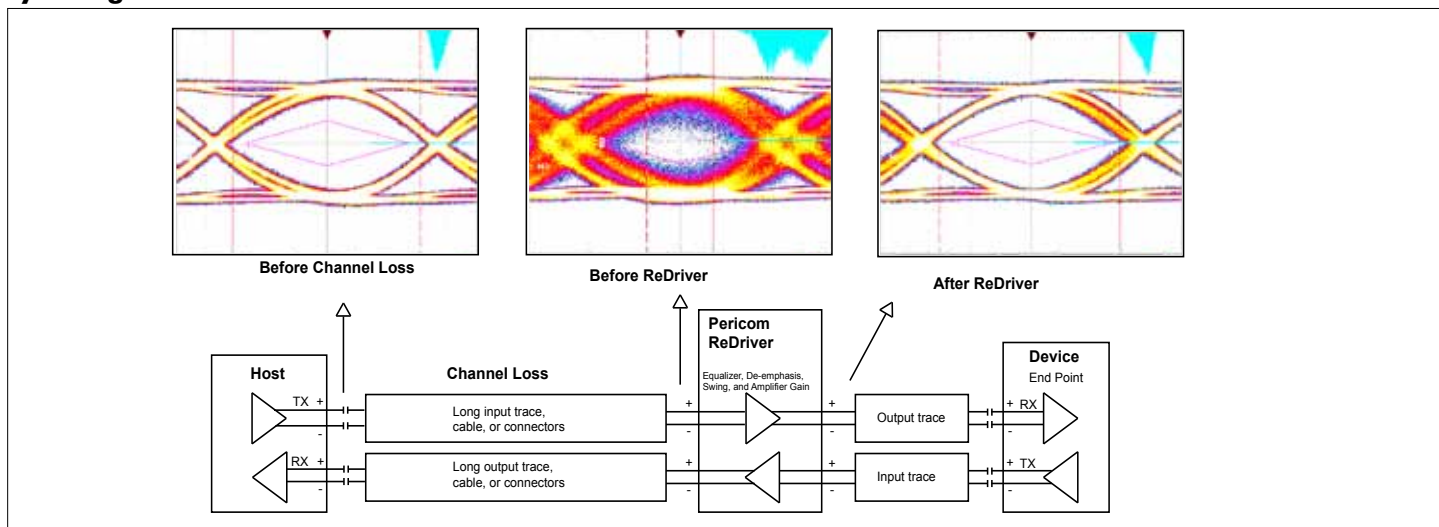 Before Channel Loss
Before ReDriver
After ReDriver
Host
Channel Loss
Pericom
ReDriver
Equalizer, De-emphasis,
Swing, and Amplifier Gain
Device
End Point
TX + -
Long input trace,
cable, or connectors
+ -
+ -
Output trace
+ RX -
RX + -
Long output trace,
cable, or connectors
+ -
+ -
Input trace
+ TX -